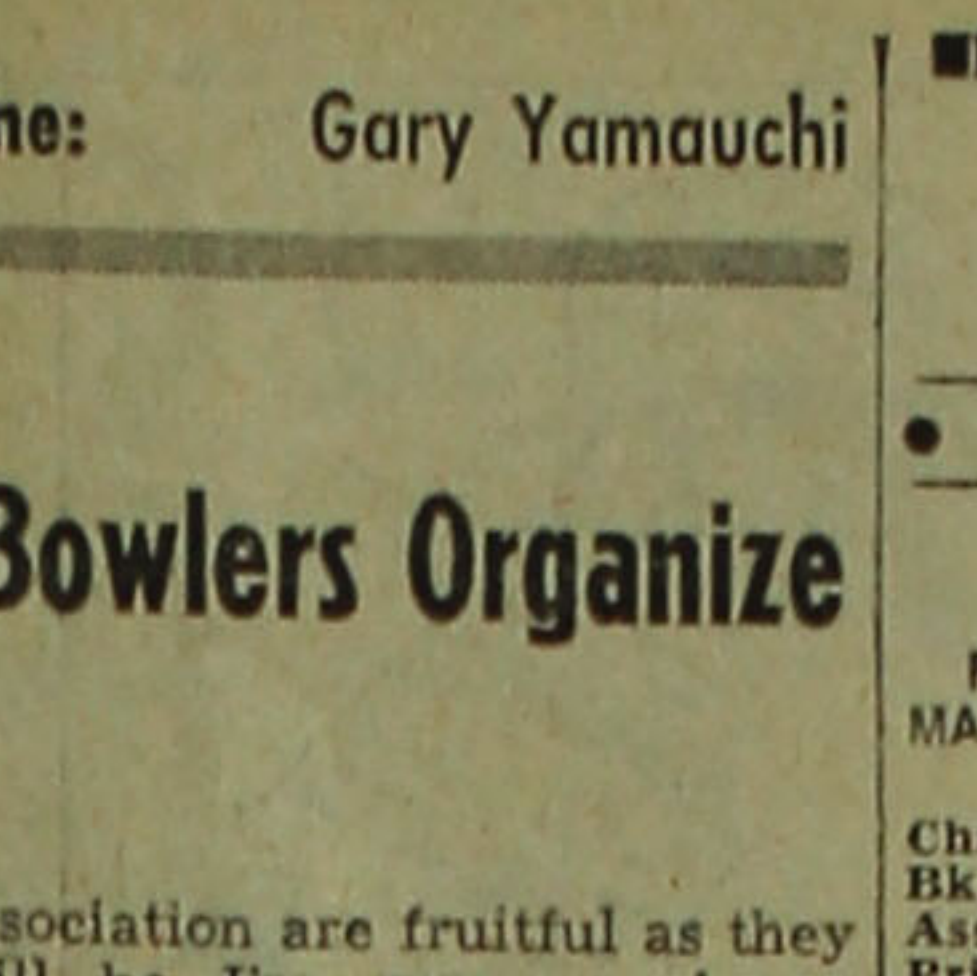 ne: Gary Yamauchi
Bowlers Organize
sociation are fruitful as they
MA
Ch
Bk
As